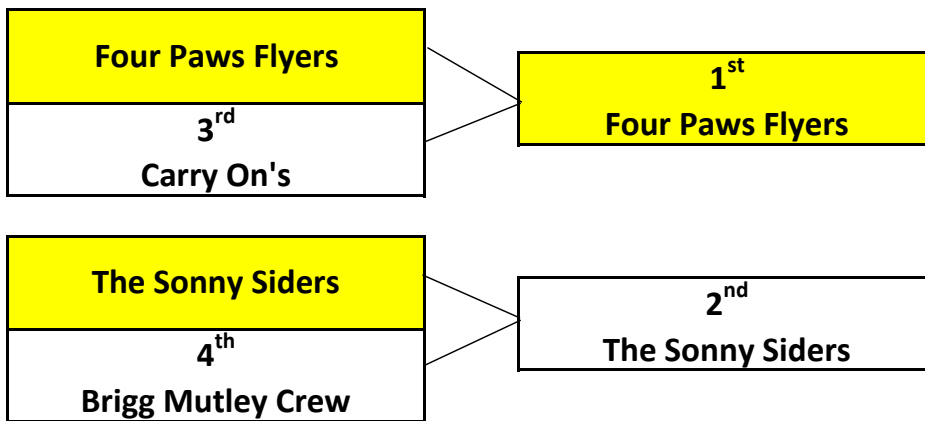 Four Paws Flyers
3rd
Carry On's
1st
Four Paws Flyers
The Sonny Siders
4th
Brigg Mutley Crew
2nd
The Sonny Siders